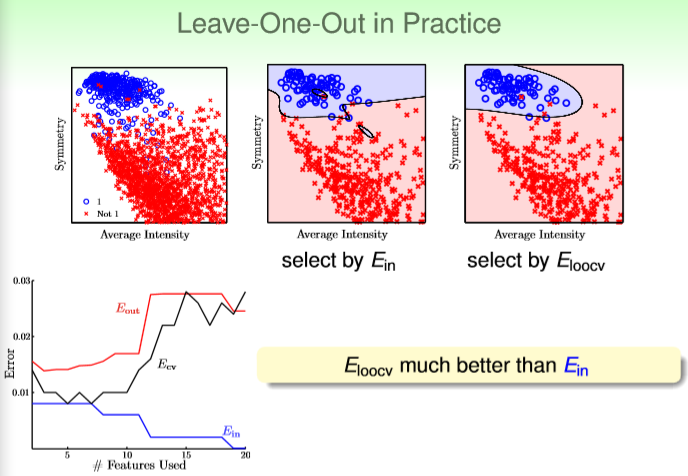 Leave-One-Out in Practice
Symmetry
1
Not 1
Average Intensity
Symmetry
Average Intensity
select by Ein
Symmetry
Average Intensity
select by Eloocv
Error
0.03
0.02
0.01
Eout
Ecv
Ein
5
10
15
20
# Features Used
Eloocv much better than Ein